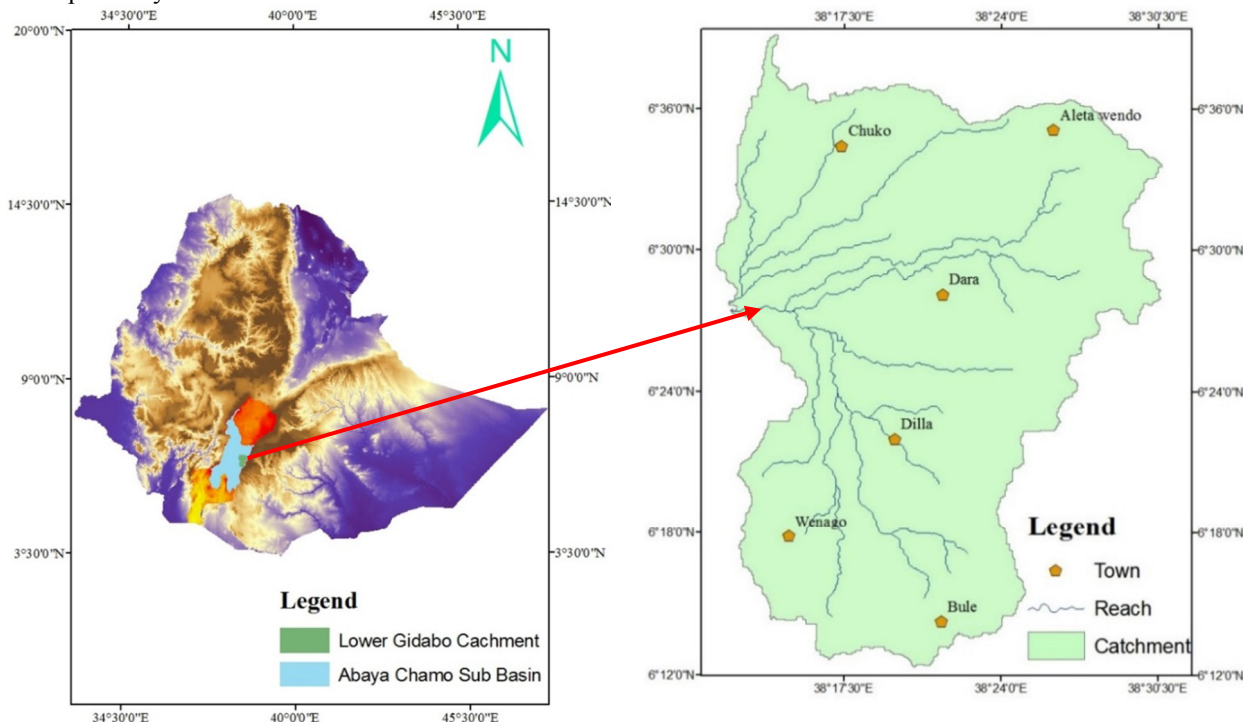 34°30'0"E 40°0'0"E 45°30'0"E
20°0'0"N
N
14°30'0"N 14°30'0"N
9°0'0"N 9°0'0"N
3°30'0"N 3°30'0"N
Legend
Lower Gidabo Cachment
Abaya Chamo Sub Basin
34°30'0"E 40°0'0"E 45°30'0"E
38°17'30"E 38°24'0"E 38°30'30"E
6°36'0"N 6°36'0"N
Chuko
Aleta wendo
6°30'0"N 6°30'0"N
Dara
6°24'0"N 6°24'0"N
Dilla
6°18'0"N 6°18'0"N
Wenago
Bule
Legend
Town
Reach
Catchment
6°12'0"N 6°12'0"N
38°17'30"E 38°24'0"E 38°30'30"E